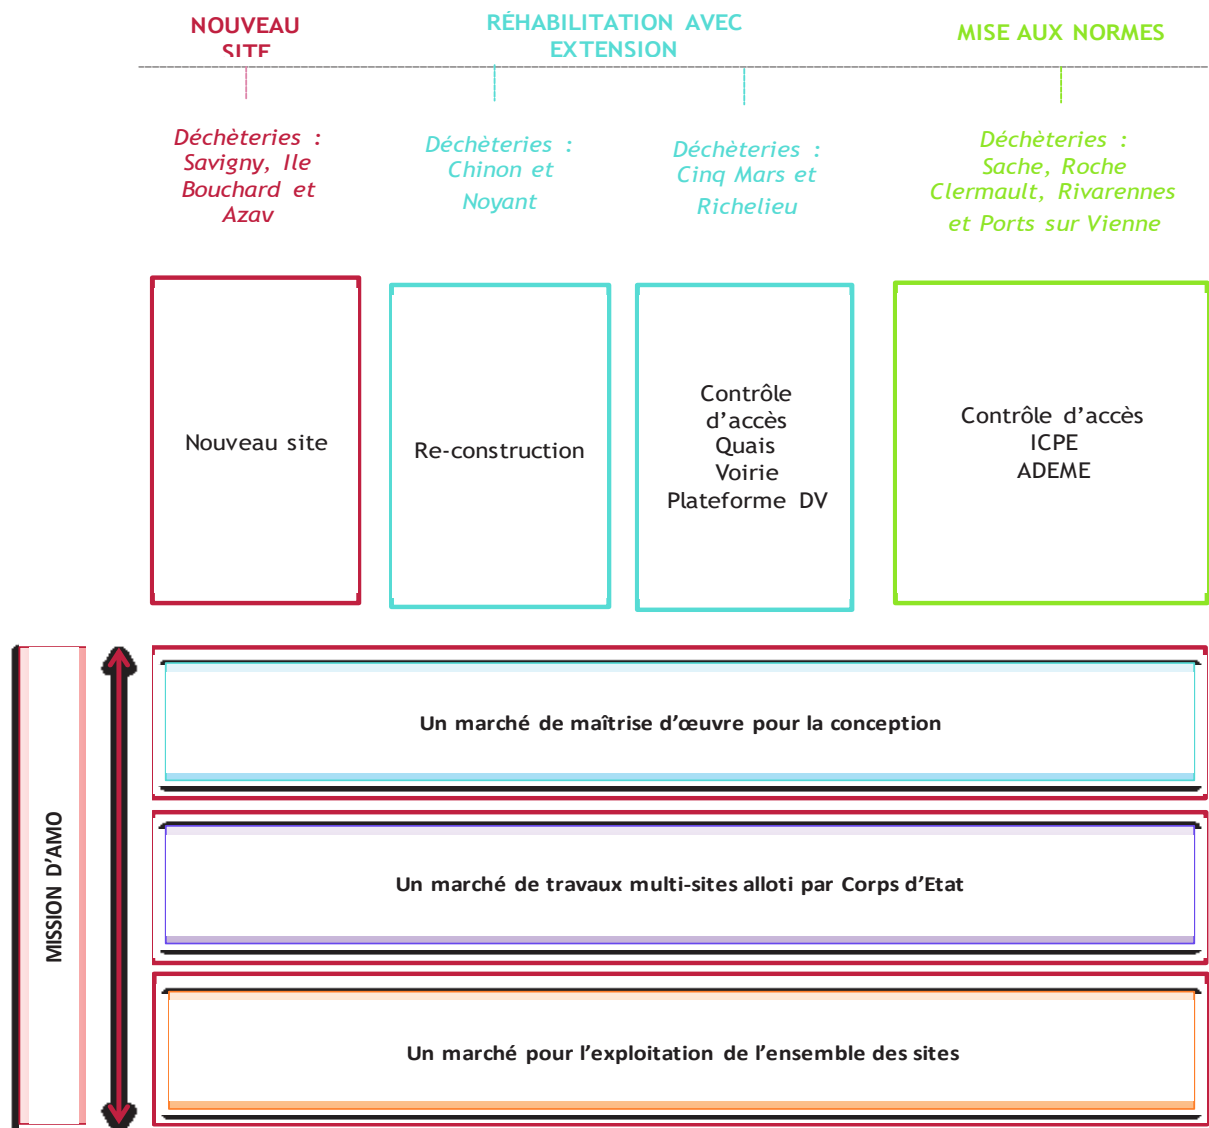 NOUVEAU
SITE
RÉHABILITATION AVEC
EXTENSION
MISE AUX NORMES
Déchèteries :
Savigny, Ile
Bouchard et
Azay
Déchèteries :
Chinon et
Noyant
Déchèteries :
Cinq Mars et
Richelieu
Déchèteries :
Sache, Roche
Clermault, Rivarennes
et Ports sur Vienne
Nouveau site
Re-construction
Contrôle
d’accès
Quais
Voirie
Plateforme DV
Contrôle d’accès
ICPE
ADEME
MISSION D’AMO
Un marché de maîtrise d’œuvre pour la conception
Un marché de travaux multi-sites alloti par Corps d’Etat
Un marché pour l’exploitation de l’ensemble des sites